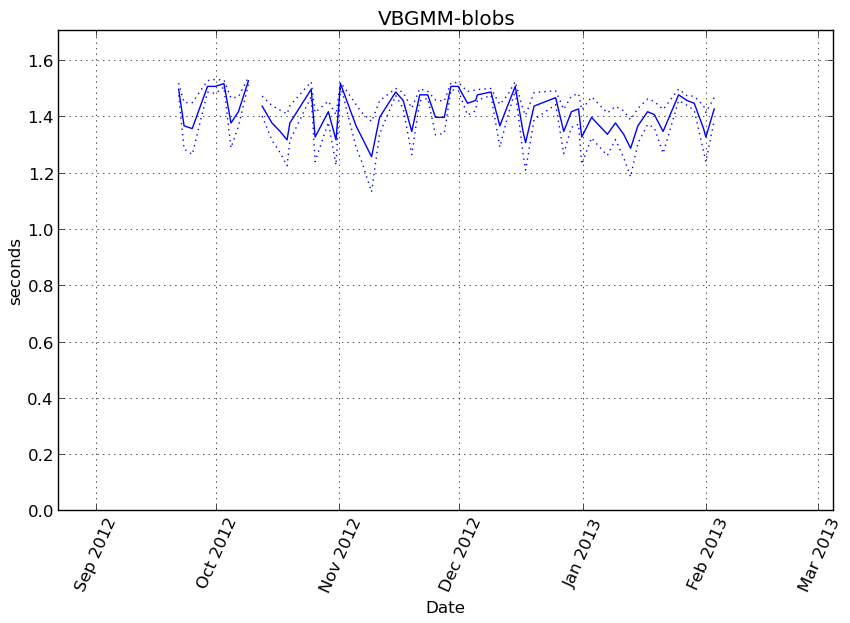 VBGMM-blobs
1.6
1.4
1.2
1.0
0.8
0.6
0.4
0.2
0.0
seconds
Sep 2012
Oct 2012
Nov 2012
Dec 2012
Jan 2013
Feb 2013
Mar 2013
Date